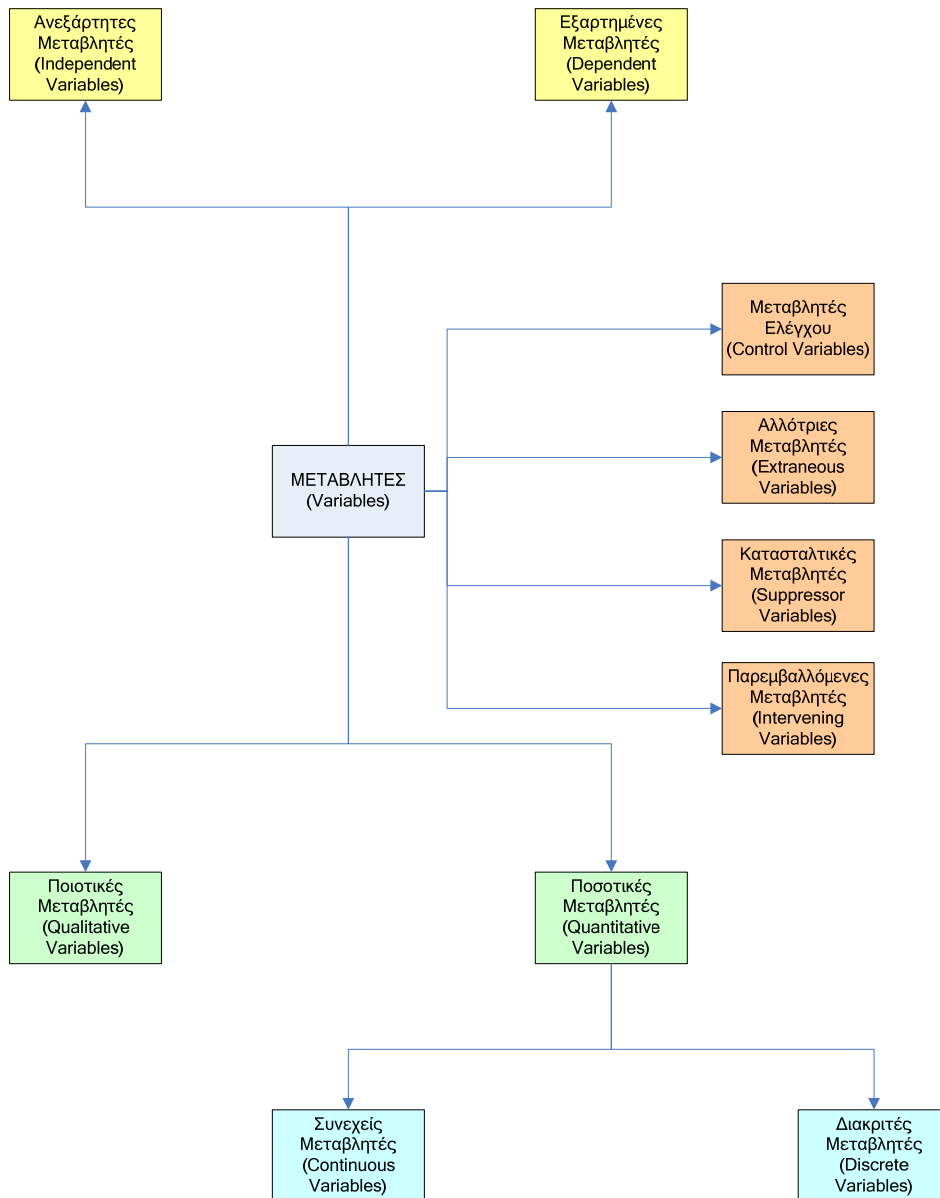 Ανεξάρτητες
Μεταβλητές
(Independent
Variables)
Εξαρτημένες
Μεταβλητές
(Dependent
Variables)
Μεταβλητές
Ελέγχου
(Control Variables)
Αλλότριες
Μεταβλητές
(Extraneous
Variables)
ΜΕΤΑΒΛΗΤΕΣ
(Variables)
Κατασταλτικές
Μεταβλητές
(Suppressor
Variables)
Παρεμβαλλόμενες
Μεταβλητές
(Intervening
Variables)
Ποιοτικές
Μεταβλητές
(Qualitative
Variables)
Ποσοτικές
Μεταβλητές
(Quantitative
Variables)
Συνεχείς
Μεταβλητές
(Continuous
Variables)
Διακριτές
Μεταβλητές
(Discrete
Variables)